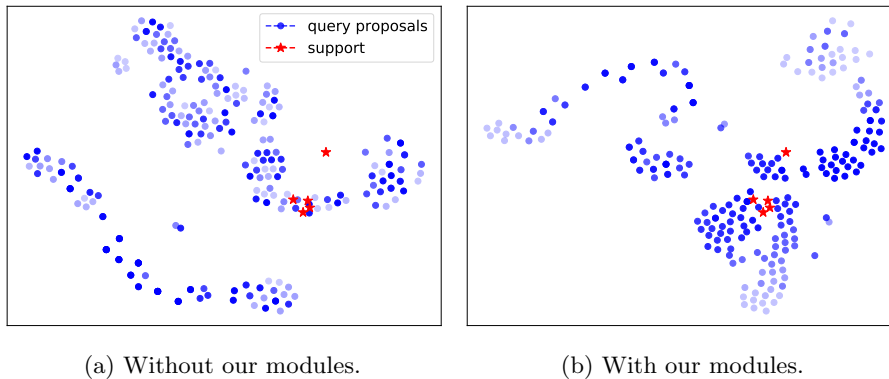 query proposals
support
(a) Without our modules.
(b) With our modules.